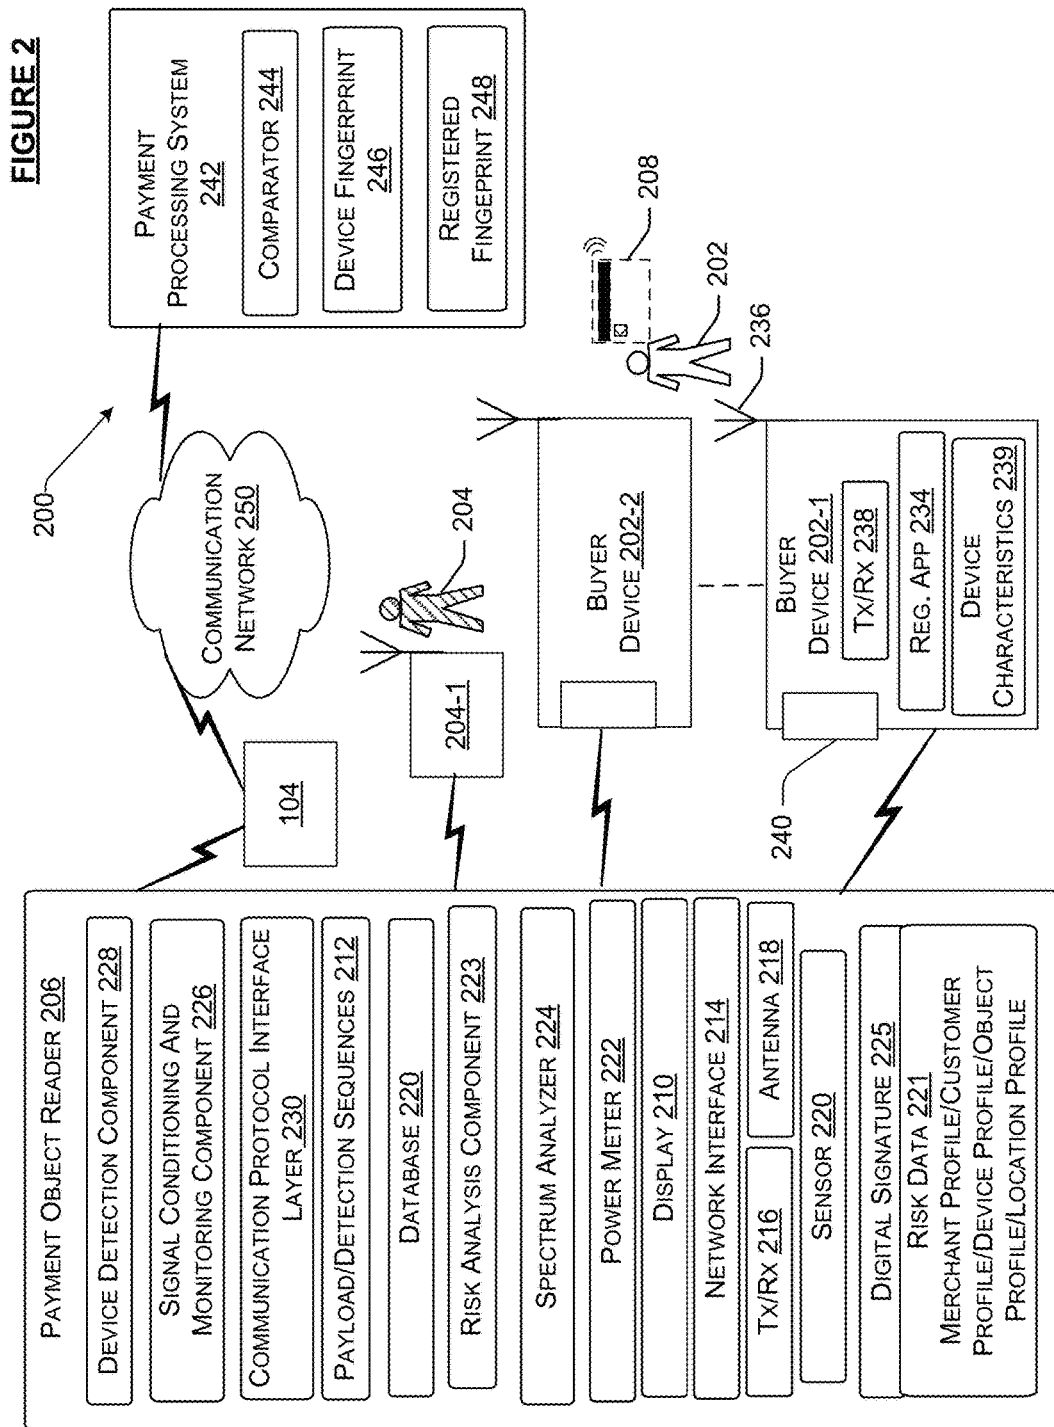 FIGURE 2
200
PAYMENT
PROCESSING SYSTEM
242
COMPARATOR 244
DEVICE FINGERPRINT
246
REGISTERED
FINGEPRINT 248
COMMUNICATION
NETWORK 250
104
204
204-1
208
202
236
BUYER
DEVICE 202-2
BUYER
DEVICE 202-1
TX/RX 238
REG. APP 234
DEVICE
CHARACTERISTICS 239
240
PAYMENT OBJECT READER 206
DEVICE DETECTION COMPONENT 228
SIGNAL CONDITIONING AND
MONITORING COMPONENT 226
COMMUNICATION PROTOCOL INTERFACE
LAYER 230
PAYLOAD/DETECTION SEQUENCES 212
DATABASE 220
RISK ANALYSIS COMPONENT 223
SPECTRUM ANALYZER 224
POWER METER 222
DISPLAY 210
NETWORK INTERFACE 214
TX/RX 216
ANTENNA 218
SENSOR 220
DIGITAL SIGNATURE 225
RISK DATA 221
MERCHANT PROFILE/CUSTOMER
PROFILE/DEVICE PROFILE/OBJECT
PROFILE/LOCATION PROFILE